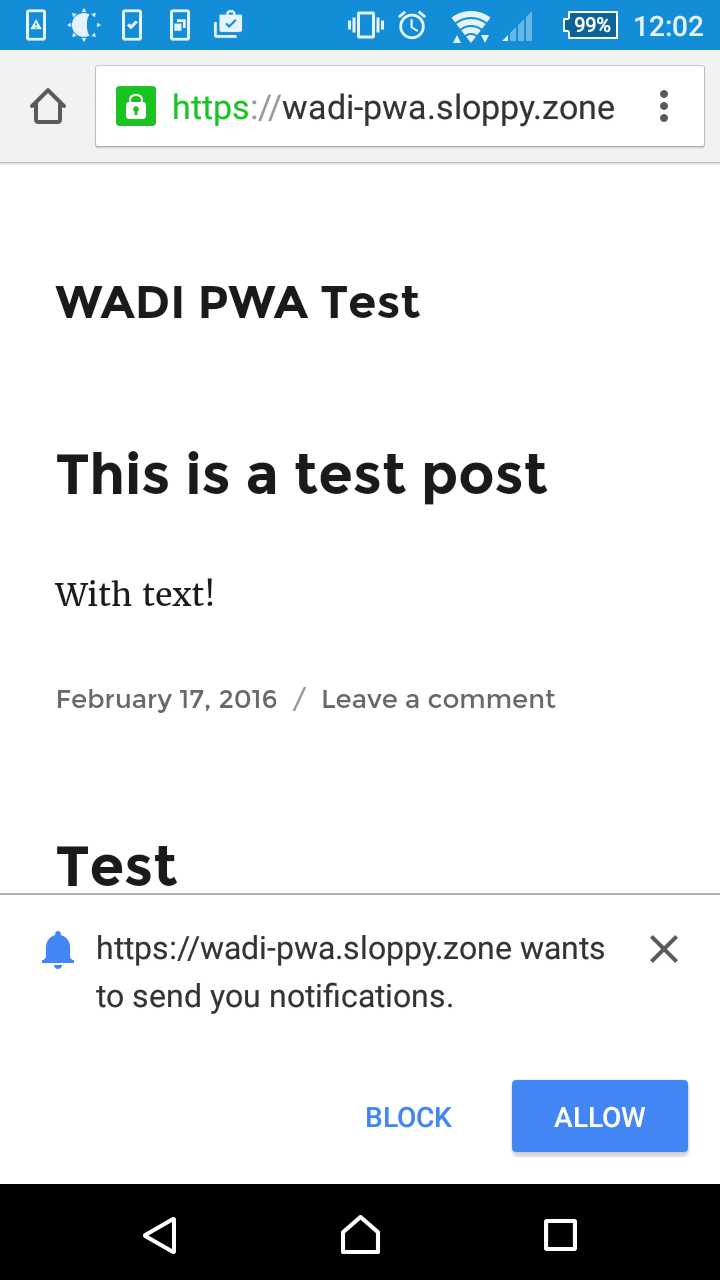 99% 12:02
https://wadi-pwa.sloppy.zone
WADI PWA Test
This is a test post
With text!
February 17, 2016 / Leave a comment
Test
https://wadi-pwa.sloppy.zone wants
to send you notifications.
BLOCK ALLOW